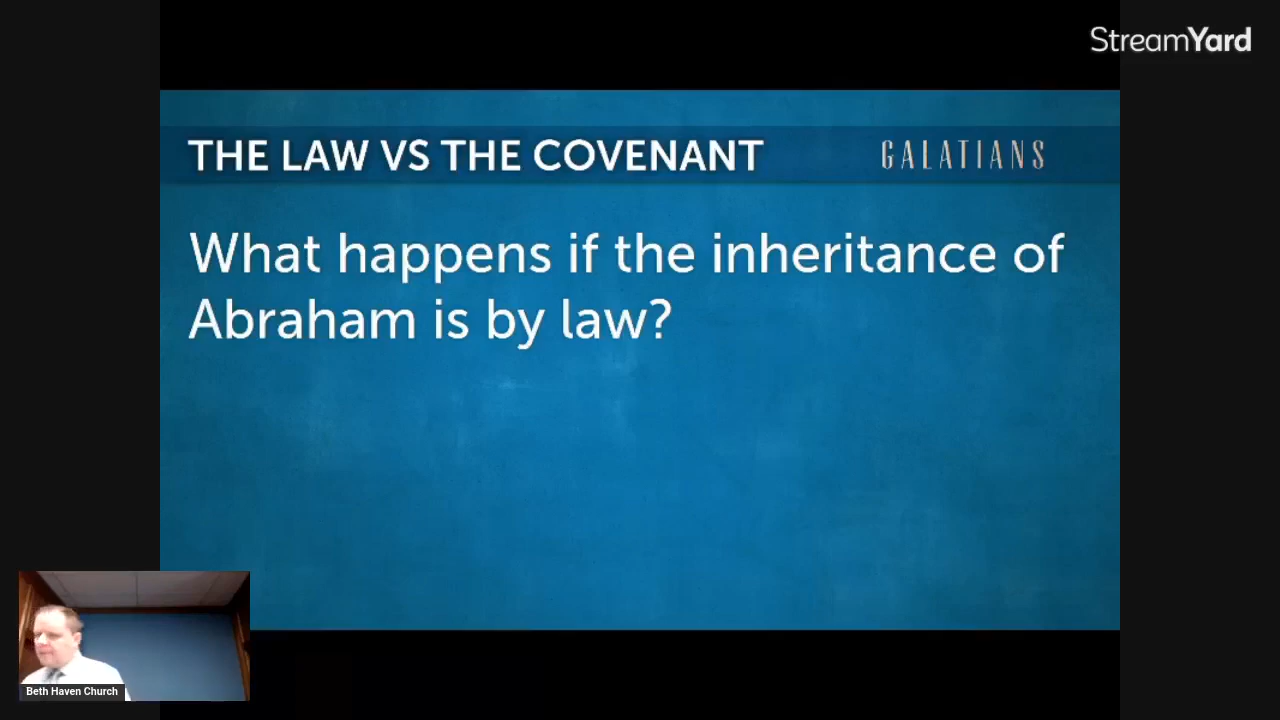 StreamYard
THE LAW VS THE COVENANT
GALATIANS
What happens if the inheritance of
Abraham is by law?
Beth Haven Church